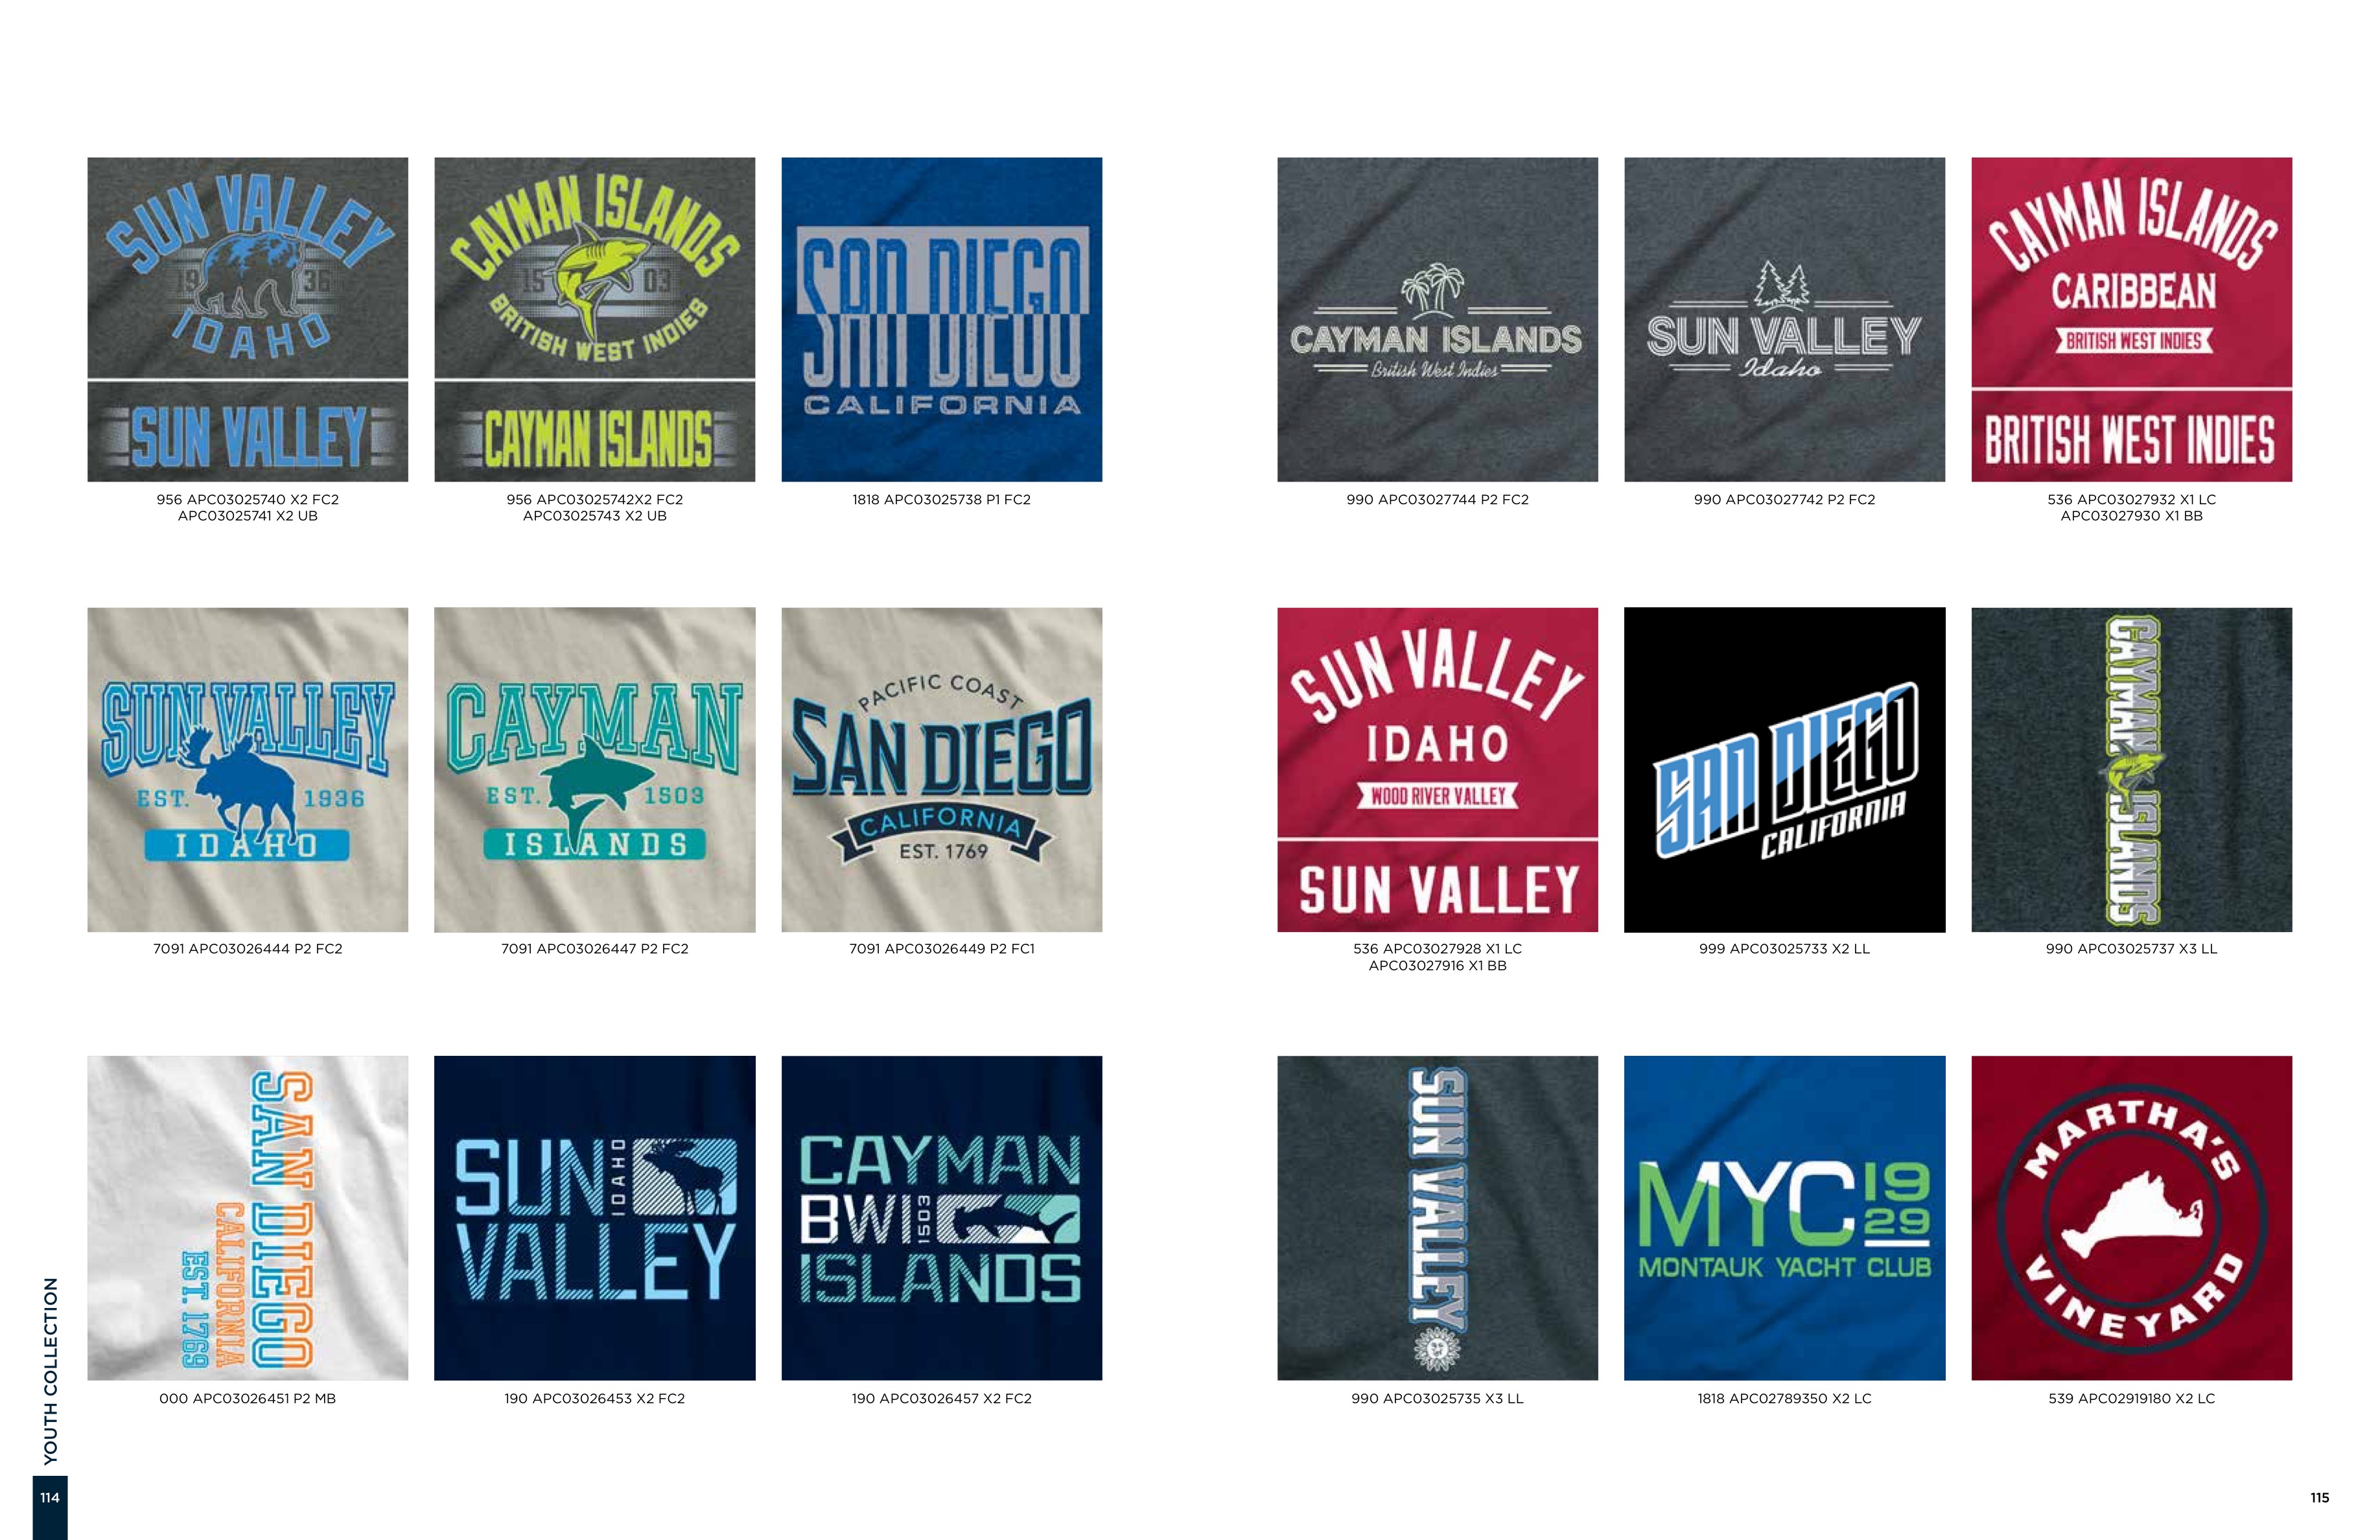 SUN VALLEY
19 36
IDAHO
SUN VALLEY
956 APC03025740 X2 FC2
APC03025741 X2 UB
CAYMAN ISLANDS
15 03
BRITISH WEST INDIES
CAYMAN ISLANDS
956 APC03025742X2 FC2
APC03025743 X2 UB
SAN DIEGO
CALIFORNIA
1818 APC03025738 P1 FC2
SUN VALLEY
EST. 1936
IDAHO
7091 APC03026444 P2 FC2
CAYMAN
EST. 1503
ISLANDS
7091 APC03026447 P2 FC2
PACIFIC COAST
SAN DIEGO
CALIFORNIA
EST. 1769
7091 APC03026449 P2 FC1
SAN DIEGO
CALIFORNIA
EST. 1769
000 APC03026451 P2 MB
SUN
IDAHO
VALLEY
190 APC03026453 X2 FC2
CAYMAN
BWI 1503
ISLANDS
190 APC03026457 X2 FC2
YOUTH COLLECTION
114
CAYMAN ISLANDS
British West Indies
990 APC03027744 P2 FC2
SUN VALLEY
Idaho
990 APC03027742 P2 FC2
CAYMAN ISLANDS
CARIBBEAN
BRITISH WEST INDIES
BRITISH WEST INDIES
536 APC03027932 X1 LC
APC03027930 X1 BB
SUN VALLEY
IDAHO
WOOD RIVER VALLEY
SUN VALLEY
536 APC03027928 X1 LC
APC03027916 X1 BB
SAN DIEGO
CALIFORNIA
999 APC03025733 X2 LL
CAYMAN ISLANDS
990 APC03025737 X3 LL
SUN VALLEY
990 APC03025735 X3 LL
MYC 19
29
MONTAUK YACHT CLUB
1818 APC02789350 X2 LC
MARTHA'S
VINEYARD
539 APC02919180 X2 LC
115